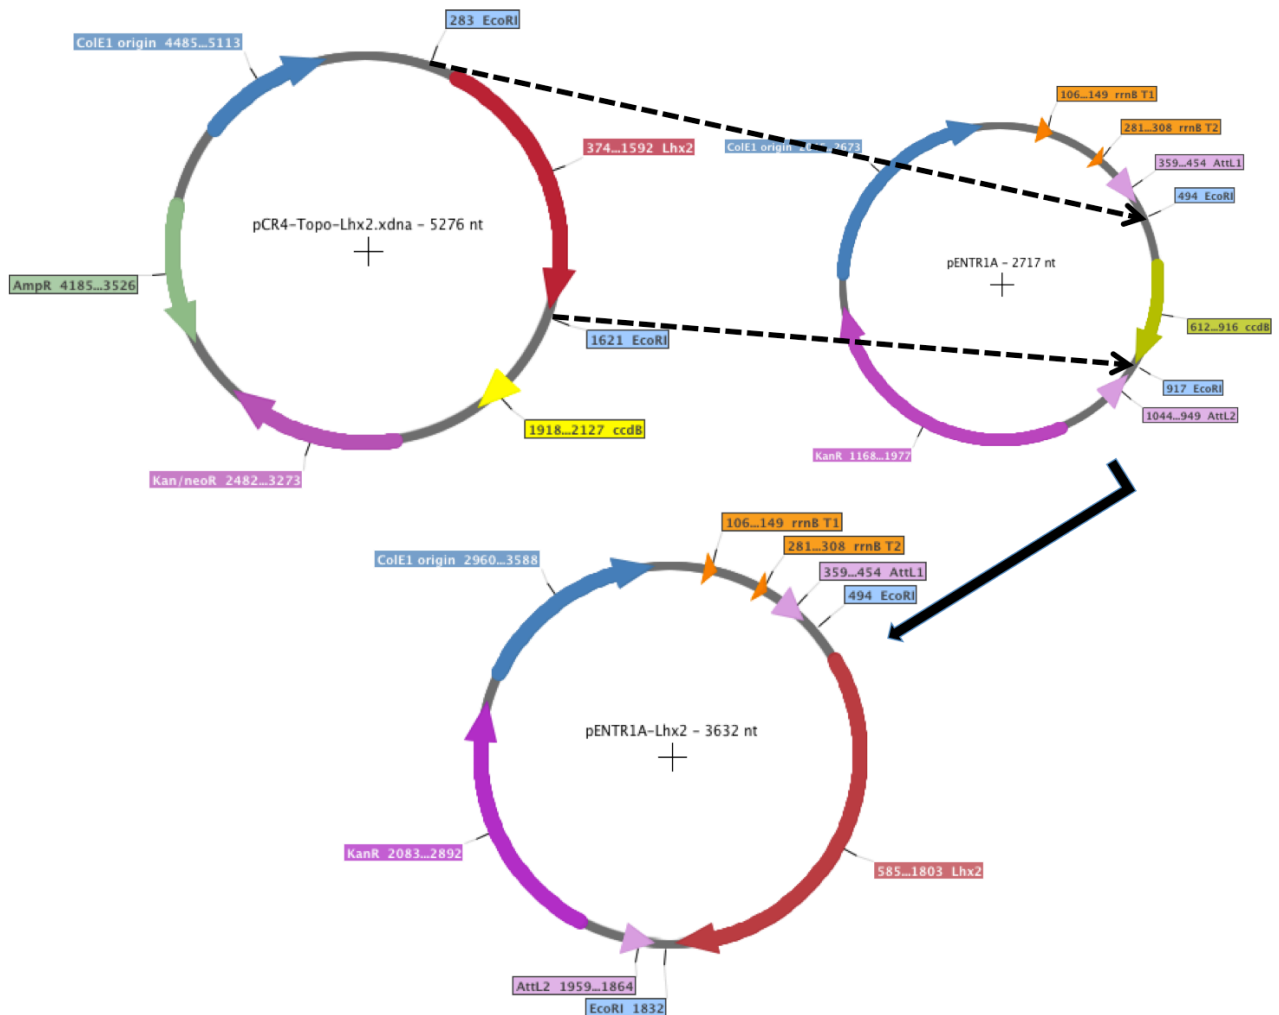 283 EcoRI
ColE1 origin 4485...5113
374...1592 Lhx2
pCR4-Topo-Lhx2.xdna - 5276 nt
AmpR 4185...3526
1621 EcoRI
1918...2127 ccdB
Kan/neoR 2482...3273
106...149 rrnB T1
281...308 rrnB T2
ColE1 origin
359...454 AttL1
494 EcoRI
pENTR1A - 2717 nt
612...916 ccdB
917 EcoRI
1044...949 AttL2
KanR 1168...1977
106...149 rrnB T1
281...308 rrnB T2
ColE1 origin 2960...3588
359...454 AttL1
494 EcoRI
pENTR1A-Lhx2 - 3632 nt
KanR 2083...2892
585...1803 Lhx2
AttL2 1959...1864
EcoRI 1832